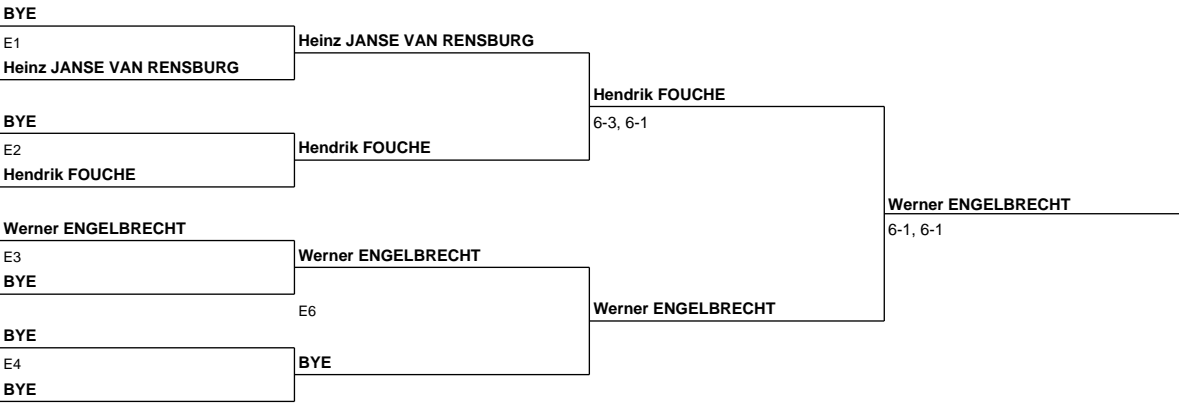 BYE
E1
Heinz JANSE VAN RENSBURG
BYE
E2
Hendrik FOUCHE
Werner ENGELBRECHT
E3
BYE
BYE
E4
BYE
Heinz JANSE VAN RENSBURG
Hendrik FOUCHE
Werner ENGELBRECHT
E6
BYE
Hendrik FOUCHE
6-3, 6-1
Werner ENGELBRECHT
Werner ENGELBRECHT
6-1, 6-1